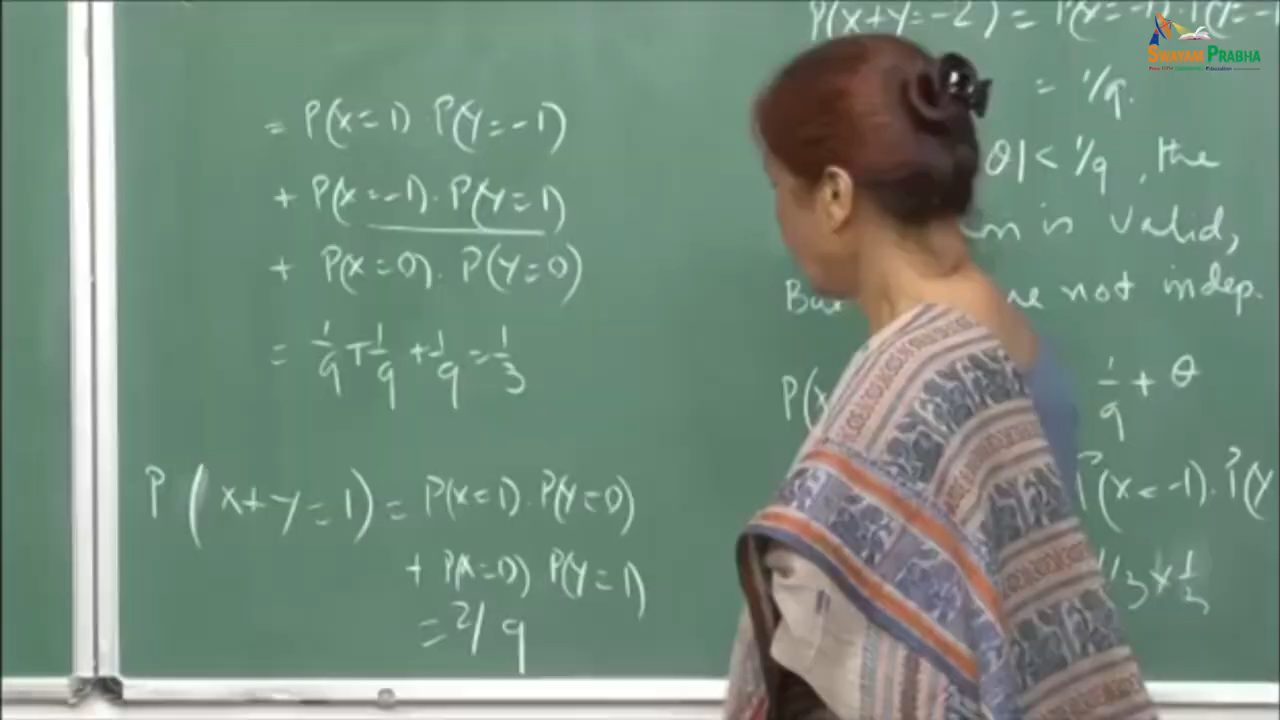 = P(X=1) . P(Y=-1)
+ P(X=-1) . P(Y=1)
+ P(X=0) . P(Y=0)
= 1/9 + 1/9 + 1/9 = 1/3
P (X+Y=1) = P(X=1) . P(Y=0)
+ P(X=0) P(Y=1)
= 2/9
P(X+Y=-2) =
= 1/9.
θ| < 1/9, the
is valid,
not indep.
1/9 + θ
P(X=-1) . P(Y
1/3 × 1/3
SWAYAM PRABHA